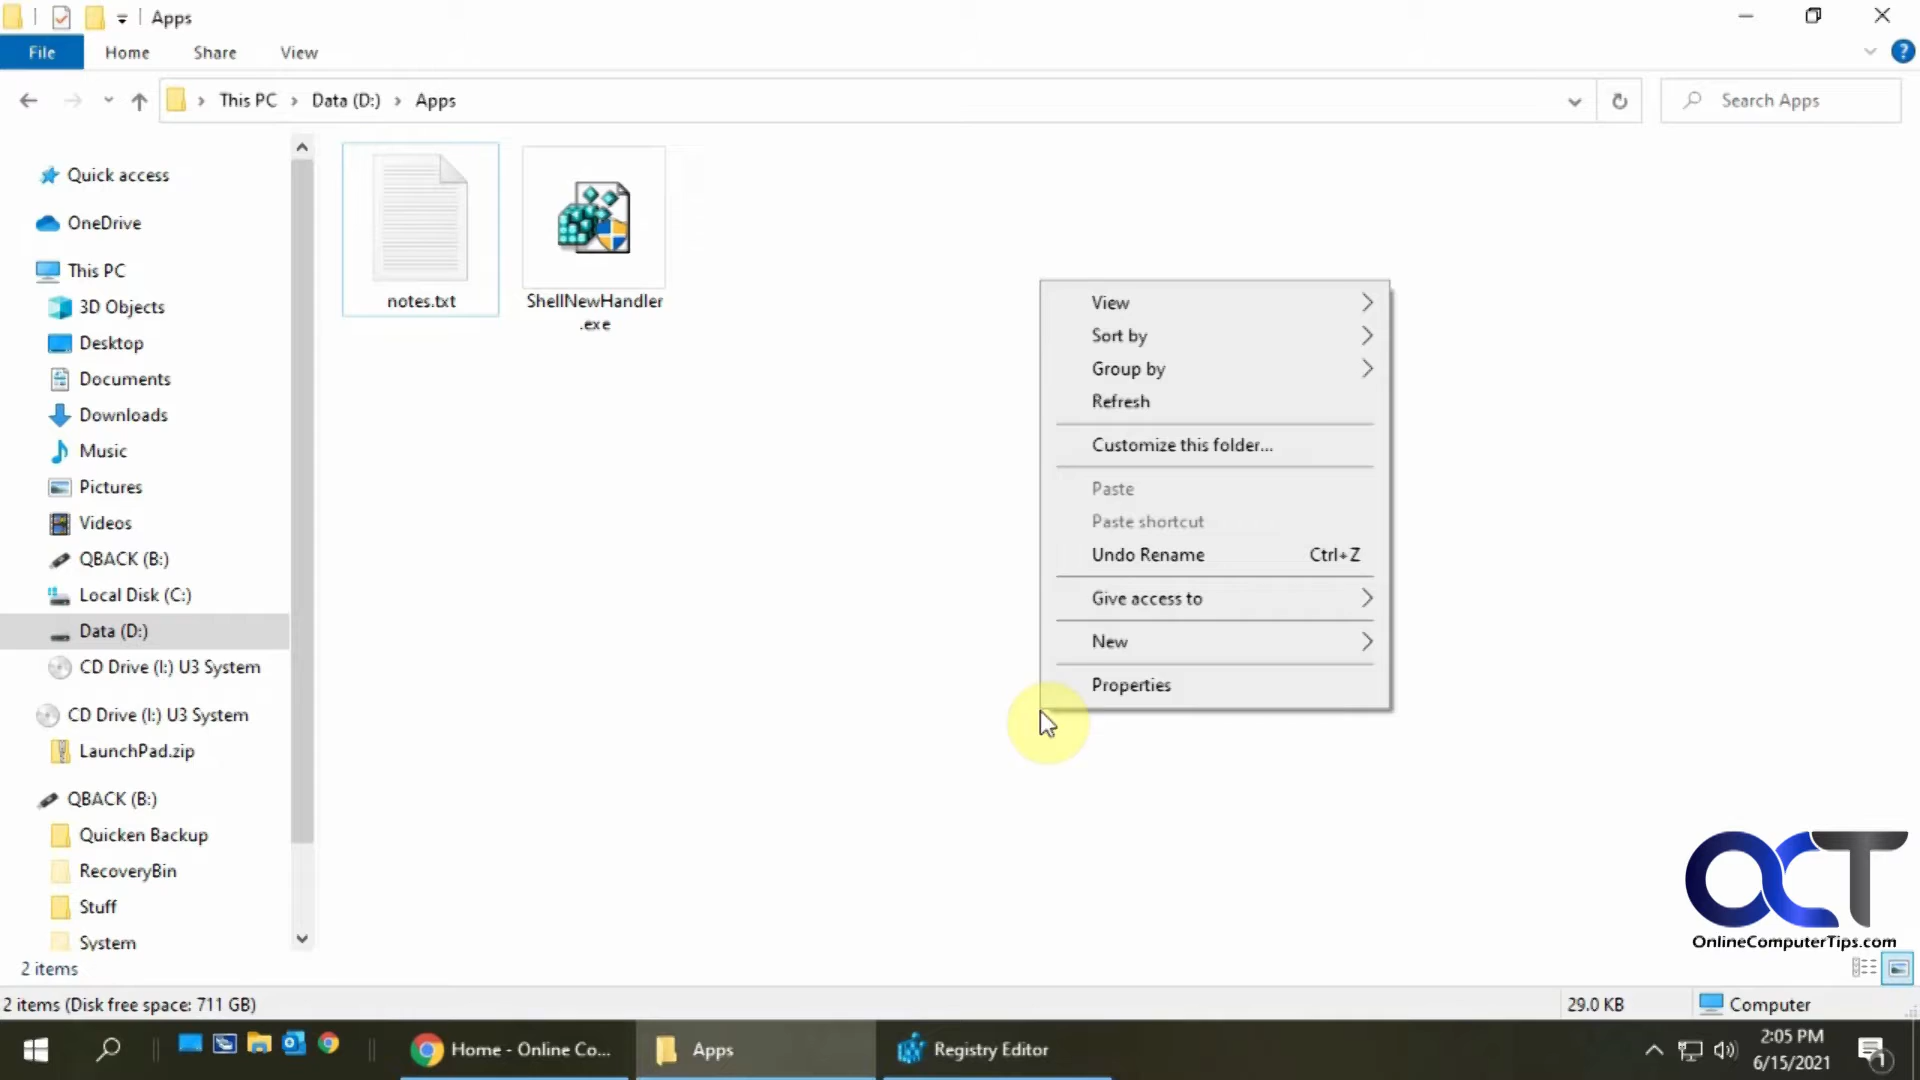 Apps
File
Home
Share
View
?
This PC
Data (D:)
Apps
Search Apps
Quick access
OneDrive
This PC
3D Objects
Desktop
Documents
Downloads
Music
Pictures
Videos
QBACK (B:)
Local Disk (C:)
Data (D:)
CD Drive (I:) U3 System
CD Drive (I:) U3 System
LaunchPad.zip
QBACK (B:)
Quicken Backup
RecoveryBin
Stuff
System
notes.txt
ShellNewHandler
.exe
View
Sort by
Group by
Refresh
Customize this folder...
Paste
Paste shortcut
Undo Rename Ctrl+Z
Give access to
New
Properties
OCT
OnlineComputerTips.com
2 items
2 items (Disk free space: 711 GB)
29.0 KB
Computer
Home - Online Co...
Apps
Registry Editor
2:05 PM
6/15/2021
1